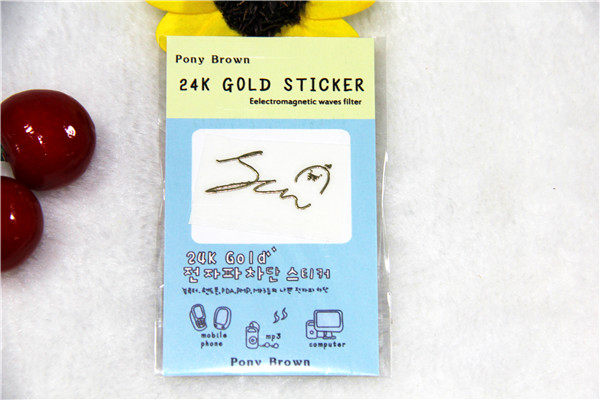 Pony Brown
24K GOLD STICKER
Eelectromagnetic waves filter
24K Gold
전자파 차단 스티커
mobile phone
mp3
computer
Pony Brown